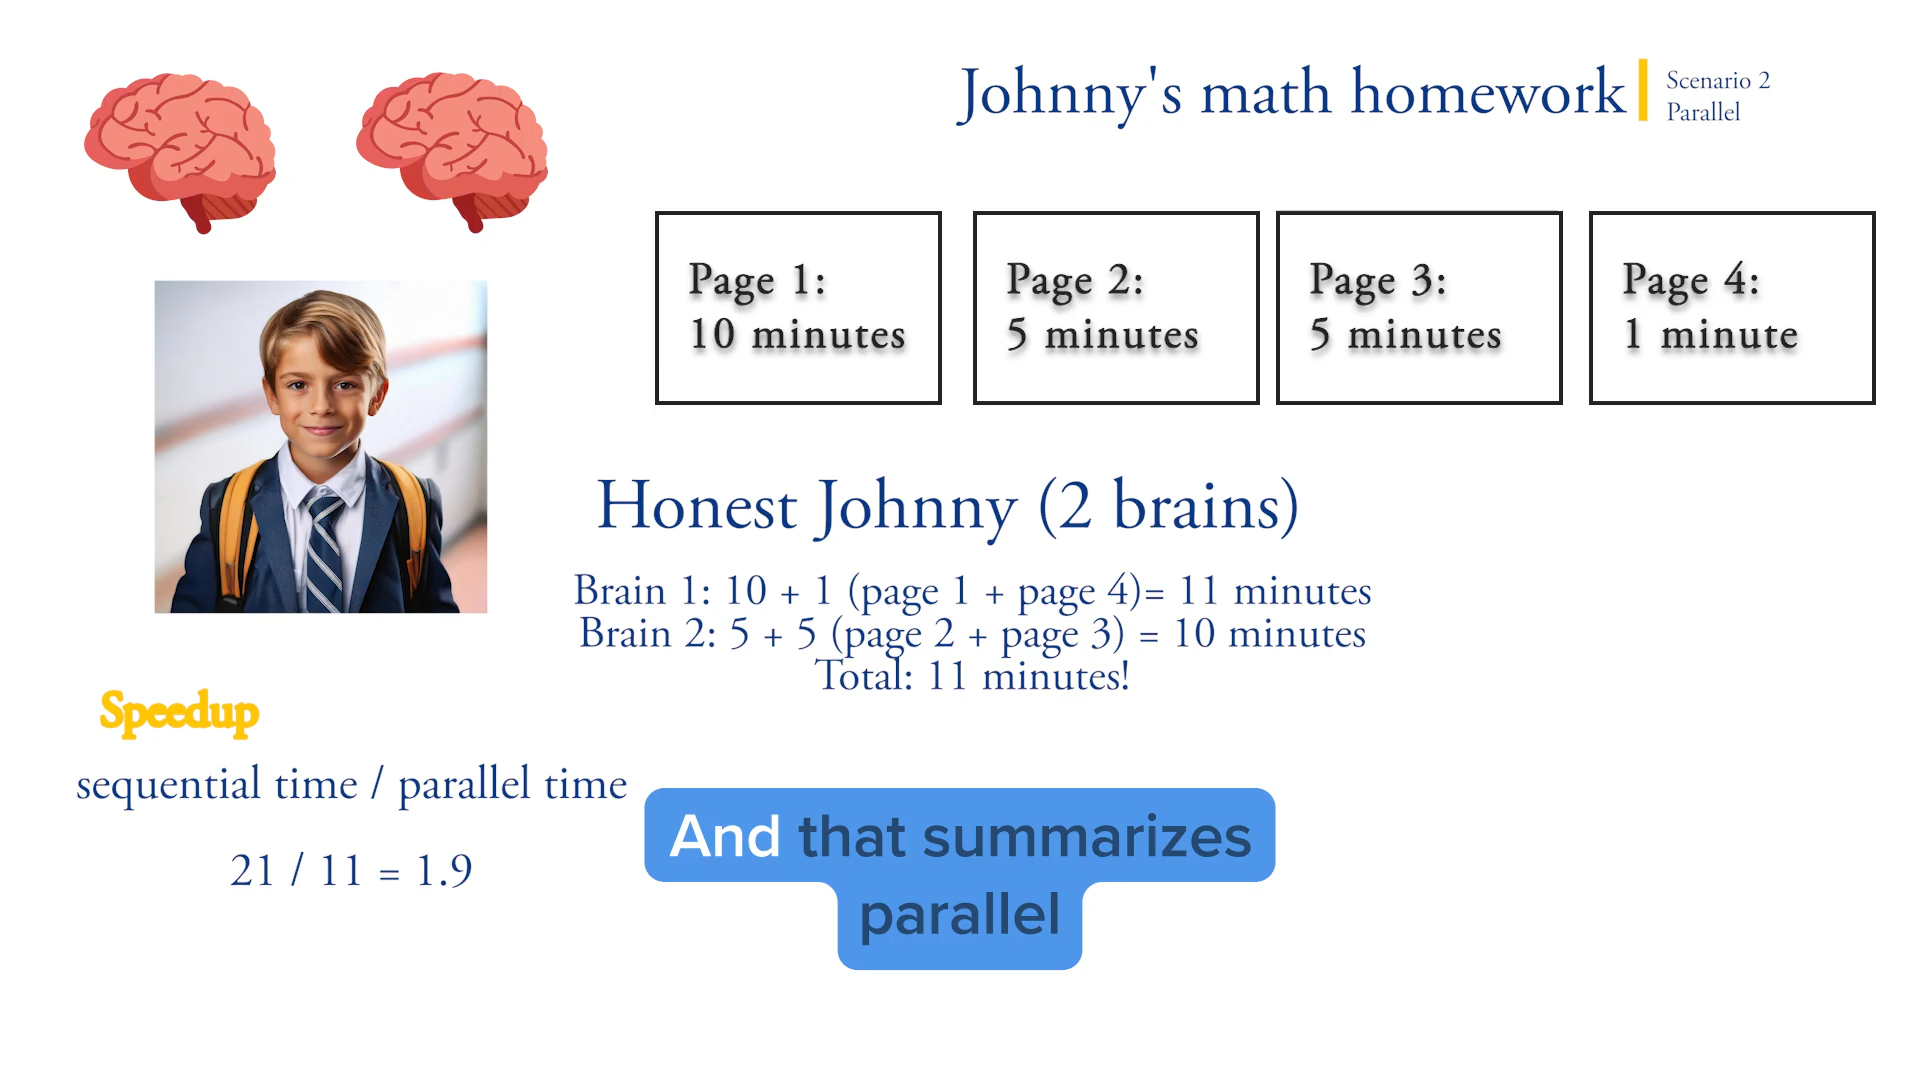 Johnny's math homework
Scenario 2
Parallel
Page 1:
10 minutes
Page 2:
5 minutes
Page 3:
5 minutes
Page 4:
1 minute
Honest Johnny (2 brains)
Brain 1: 10 + 1 (page 1 + page 4)= 11 minutes
Brain 2: 5 + 5 (page 2 + page 3) = 10 minutes
Total: 11 minutes!
Speedup
sequential time / parallel time
21 / 11 = 1.9
And that summarizes
parallel